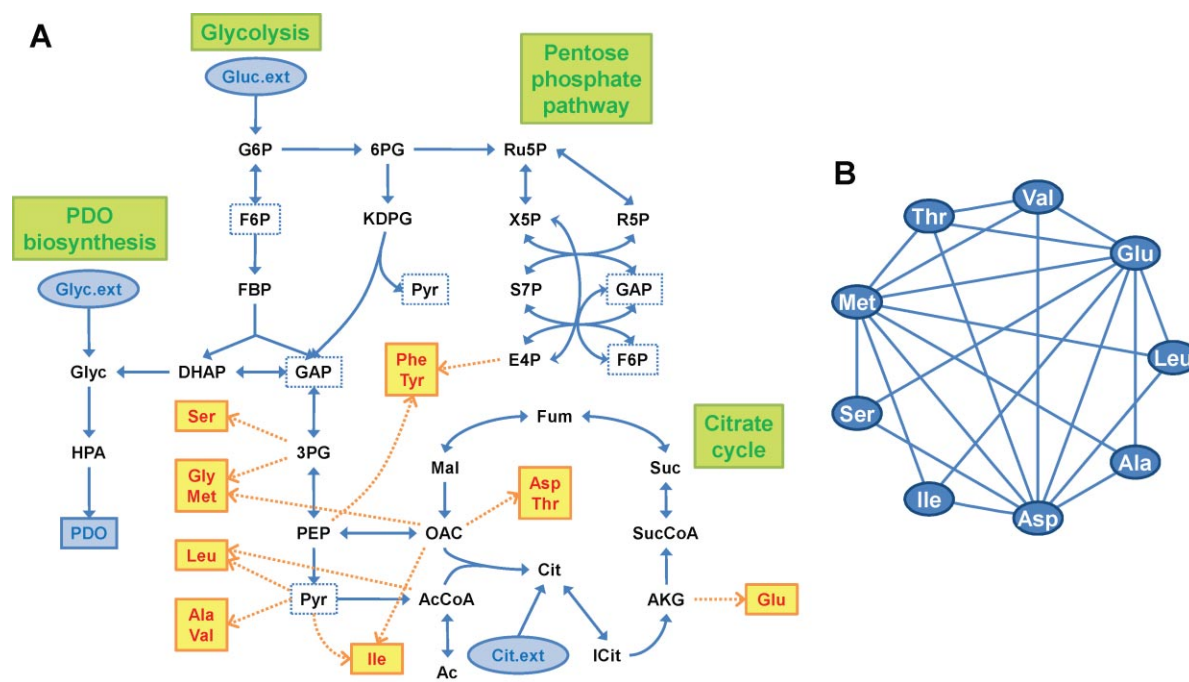 A
Glycolysis
Gluc.ext
Pentose
phosphate
pathway
G6P
6PG
Ru5P
PDO
biosynthesis
F6P
KDPG
X5P
R5P
Glyc.ext
FBP
Pyr
S7P
GAP
Glyc
DHAP
GAP
Phe
Tyr
E4P
F6P
Ser
Fum
Citrate
cycle
HPA
3PG
Mal
Suc
Gly
Met
Asp
Thr
PDO
PEP
OAC
SucCoA
Leu
Cit
Ala
Val
Pyr
AcCoA
AKG
Glu
Ile
Ac
Cit.ext
ICit
B
Val
Thr
Glu
Met
Leu
Ser
Ala
Ile
Asp